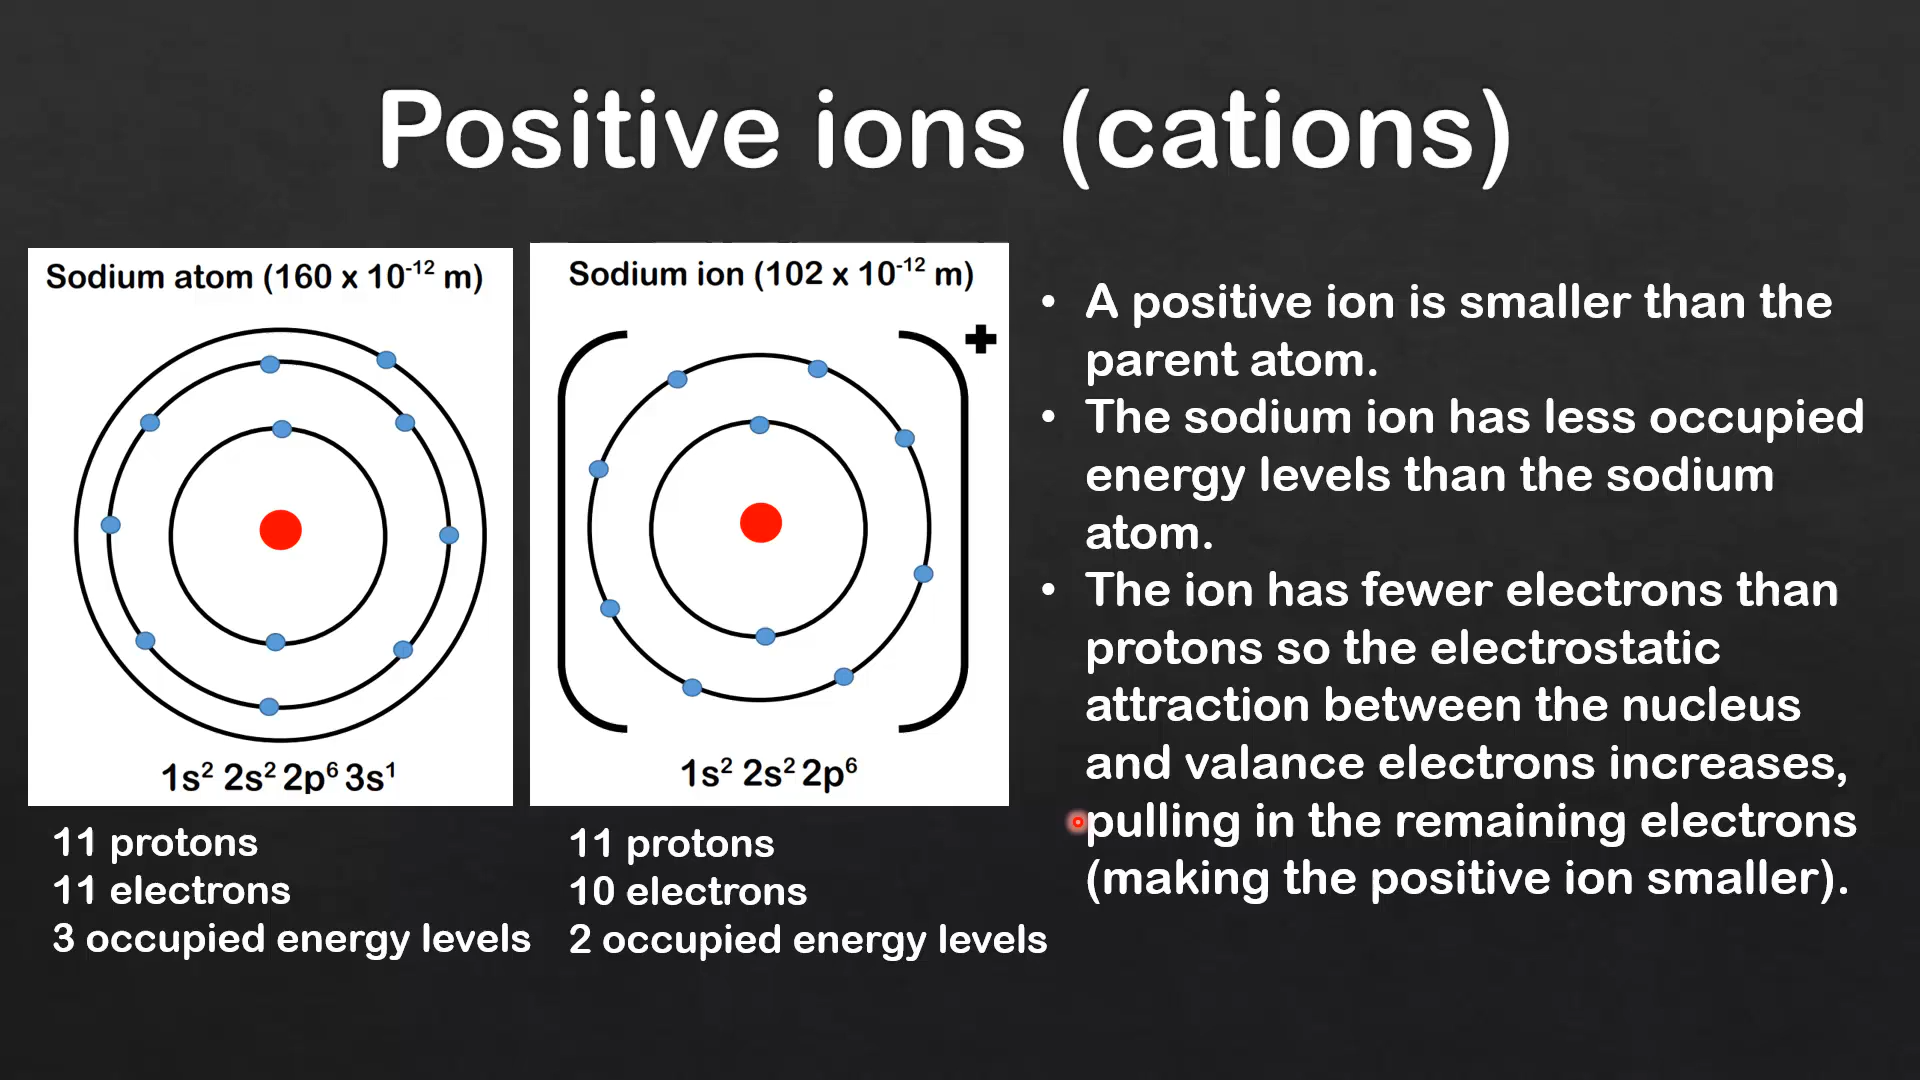 Positive ions (cations)
Sodium atom (160 x 10⁻¹² m)
1s² 2s² 2p⁶ 3s¹
11 protons
11 electrons
3 occupied energy levels
Sodium ion (102 x 10⁻¹² m)
+
1s² 2s² 2p⁶
11 protons
10 electrons
2 occupied energy levels
• A positive ion is smaller than the
parent atom.
• The sodium ion has less occupied
energy levels than the sodium
atom.
• The ion has fewer electrons than
protons so the electrostatic
attraction between the nucleus
and valance electrons increases,
pulling in the remaining electrons
(making the positive ion smaller).